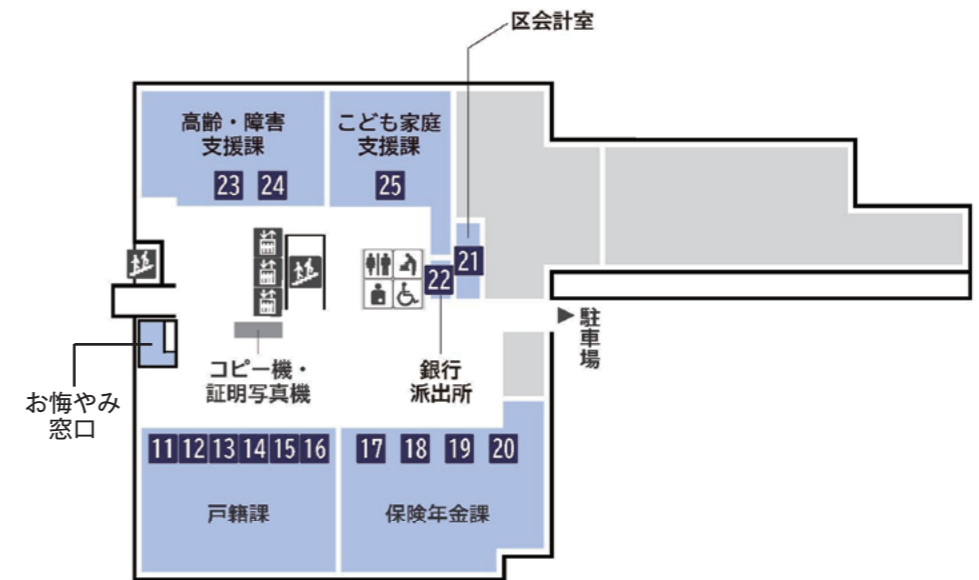 区会計室
高齢・障害
支援課
23 24
こども家庭
支援課
25
21
22
駐車場
コピー機・
証明写真機
銀行
派出所
お悔やみ
窓口
11 12 13 14 15 16
戸籍課
17 18 19 20
保険年金課